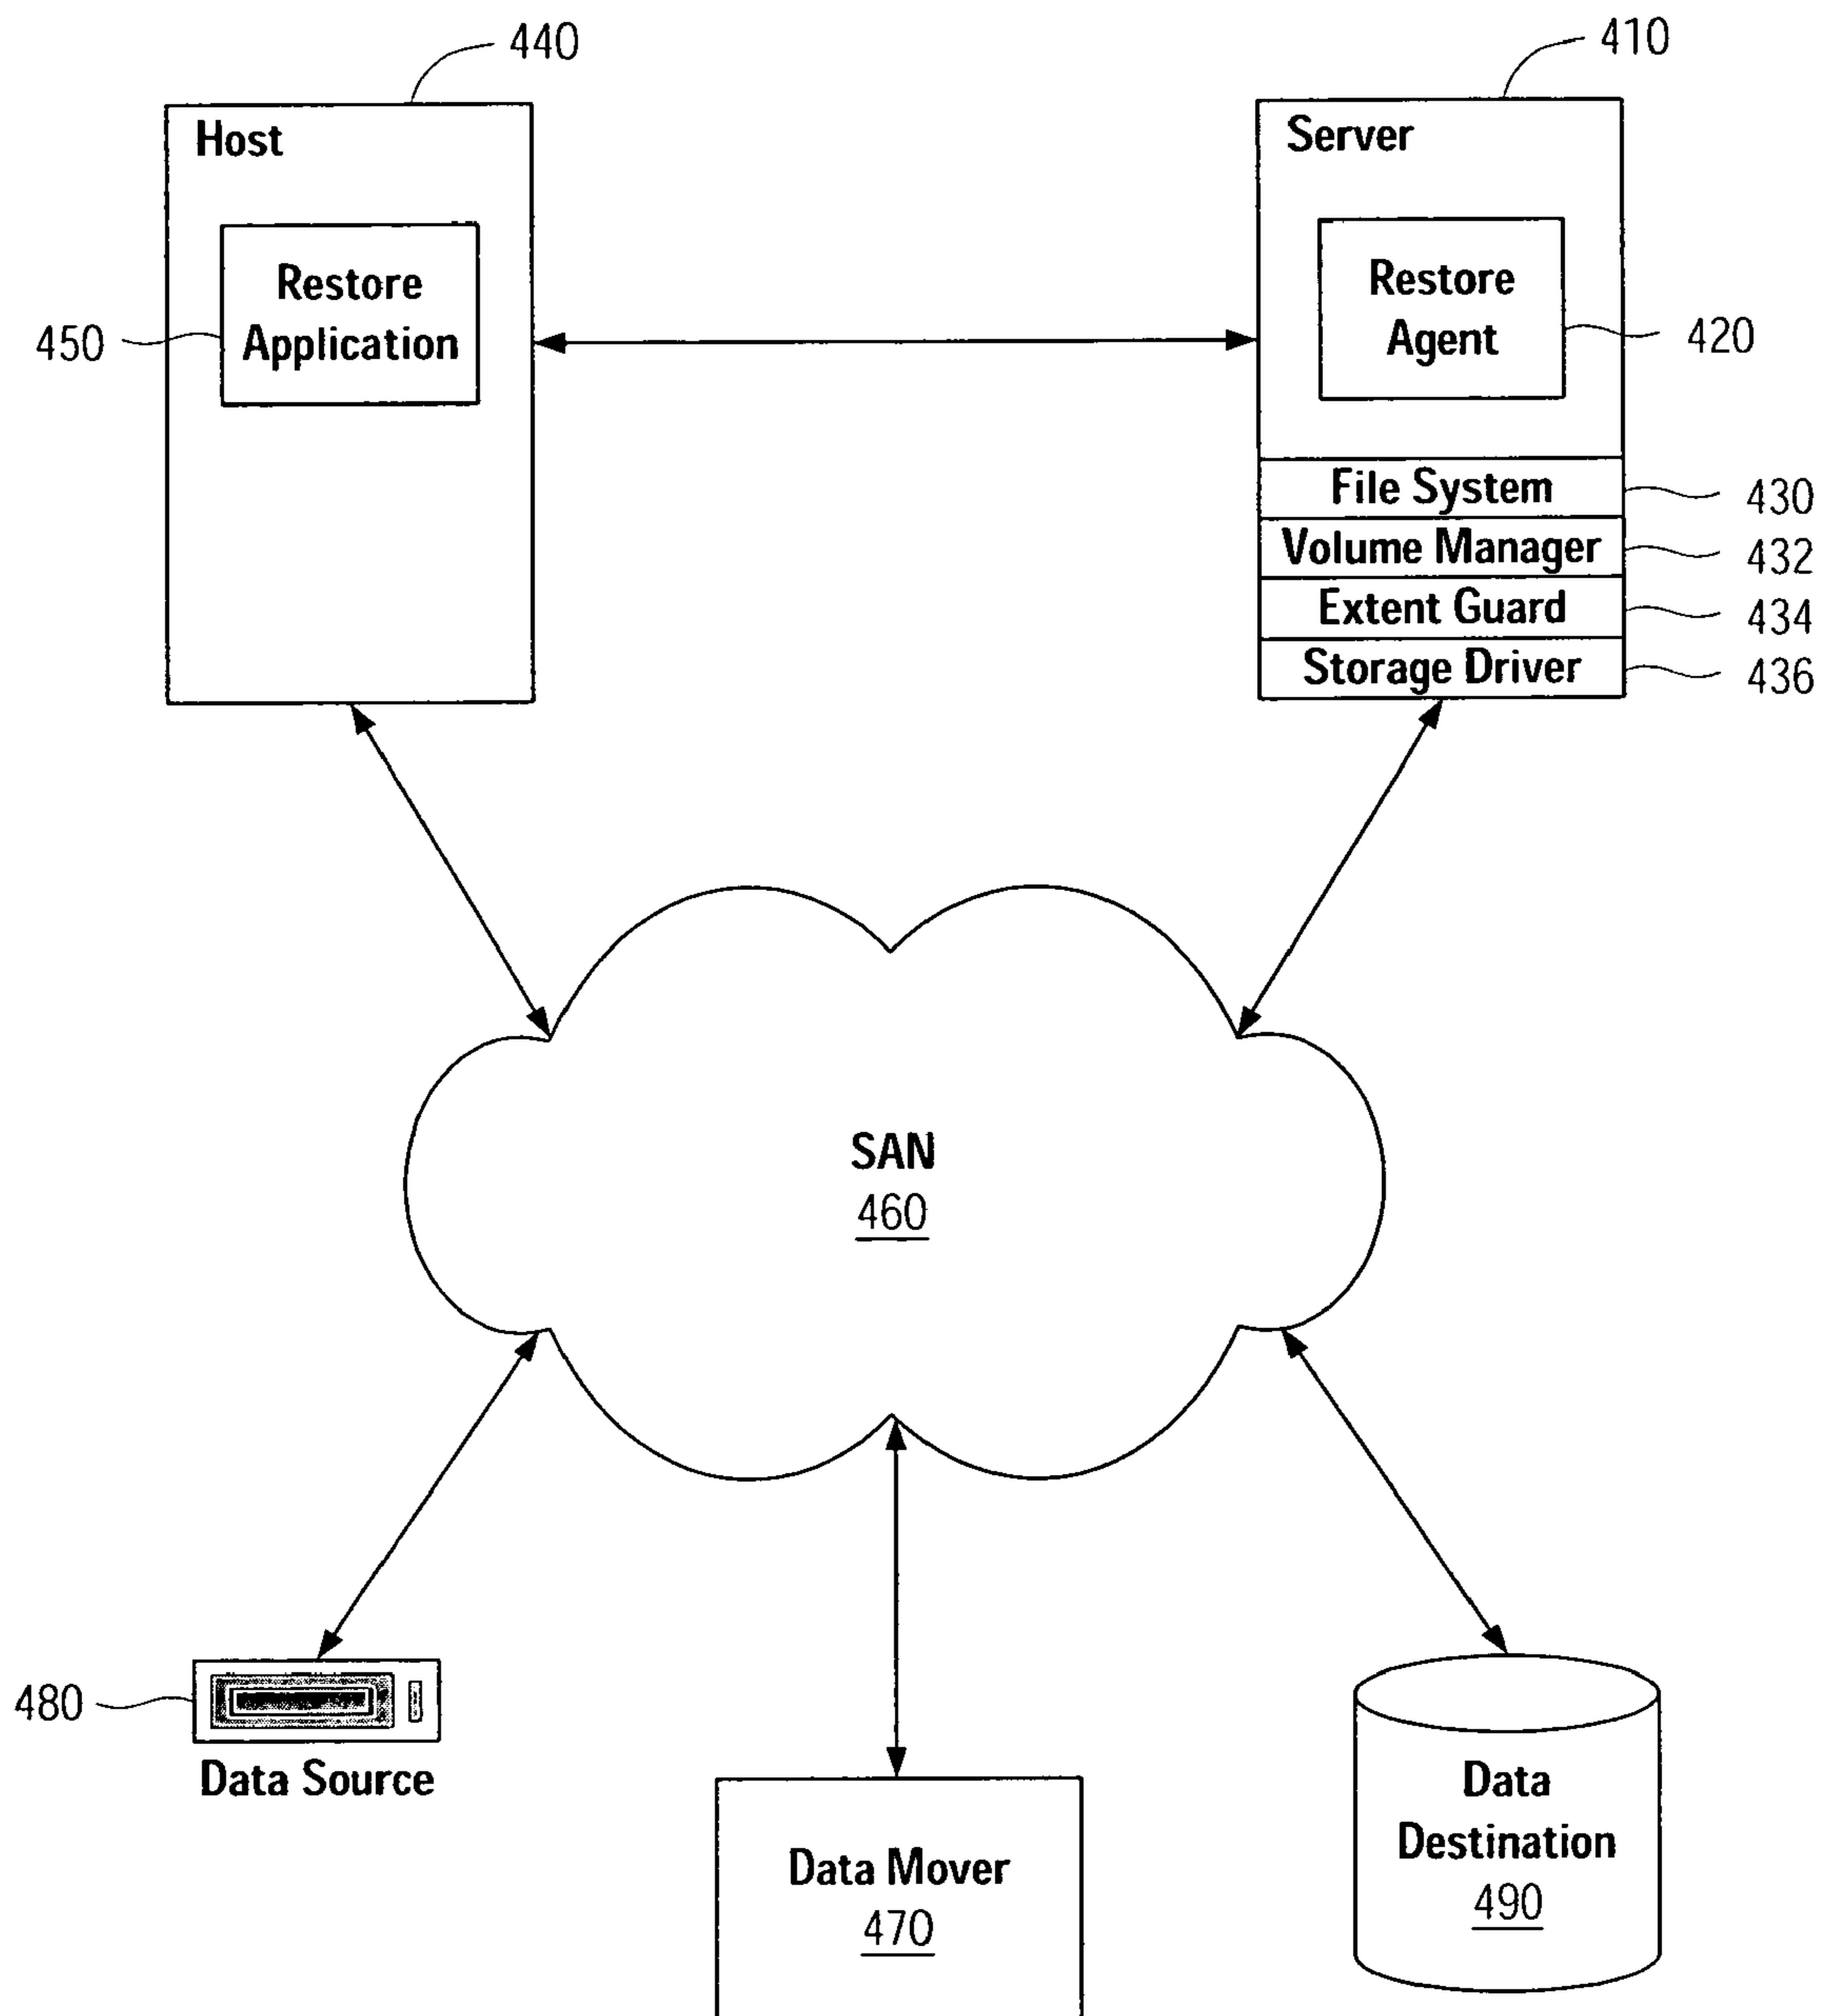 440
410
Host
Server
Restore
Application
450
Restore
Agent
420
File System
430
Volume Manager
432
Extent Guard
434
Storage Driver
436
SAN
460
480
Data Source
Data Mover
470
Data
Destination
490